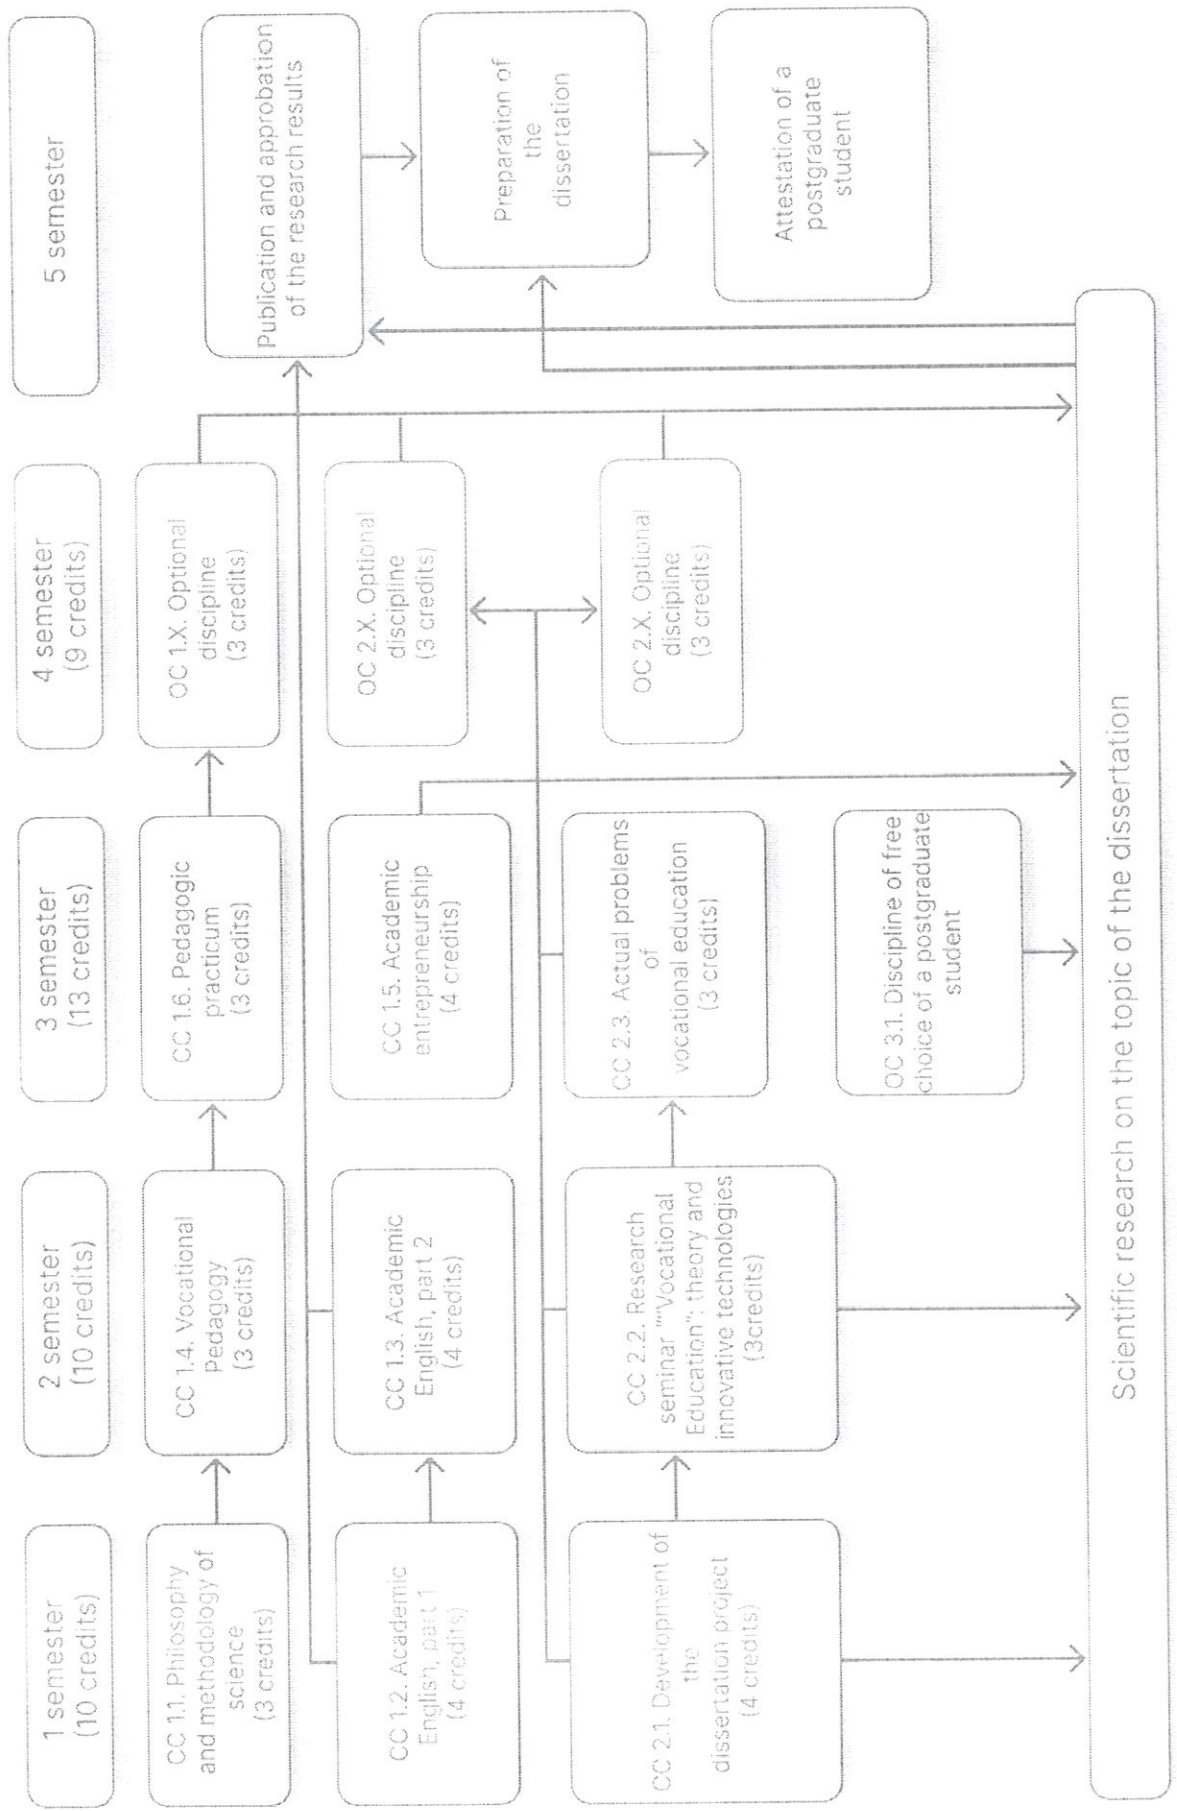 1 semester
(10 credits)
2 semester
(10 credits)
3 semester
(13 credits)
4 semester
(9 credits)
5 semester
CC 1.1. Philosophy
and methodology of
science
(3 credits)
CC 1.4. Vocational
Pedagogy
(3 credits)
CC 1.6. Pedagogic
practicum
(3 credits)
OC 1.X. Optional
discipline
(3 credits)
Publication and approbation
of the research results
CC 1.2. Academic
English, part 1
(4 credits)
CC 1.3. Academic
English, part 2
(4 credits)
CC 1.5. Academic
entrepreneurship
(4 credits)
OC 2.X. Optional
discipline
(3 credits)
Preparation of
the
dissertation
CC 2.1. Development of
the
dissertation project
(4 credits)
CC 2.2. Research
seminar "“Vocational
Education": theory and
innovative technologies
(3credits)
CC 2.3. Actual problems
of
vocational education
(3 credits)
OC 2.X. Optional
discipline
(3 credits)
Attestation of a
postgraduate
student
OC 3.1. Discipline of free
choice of a postgraduate
student
Scientific research on the topic of the dissertation